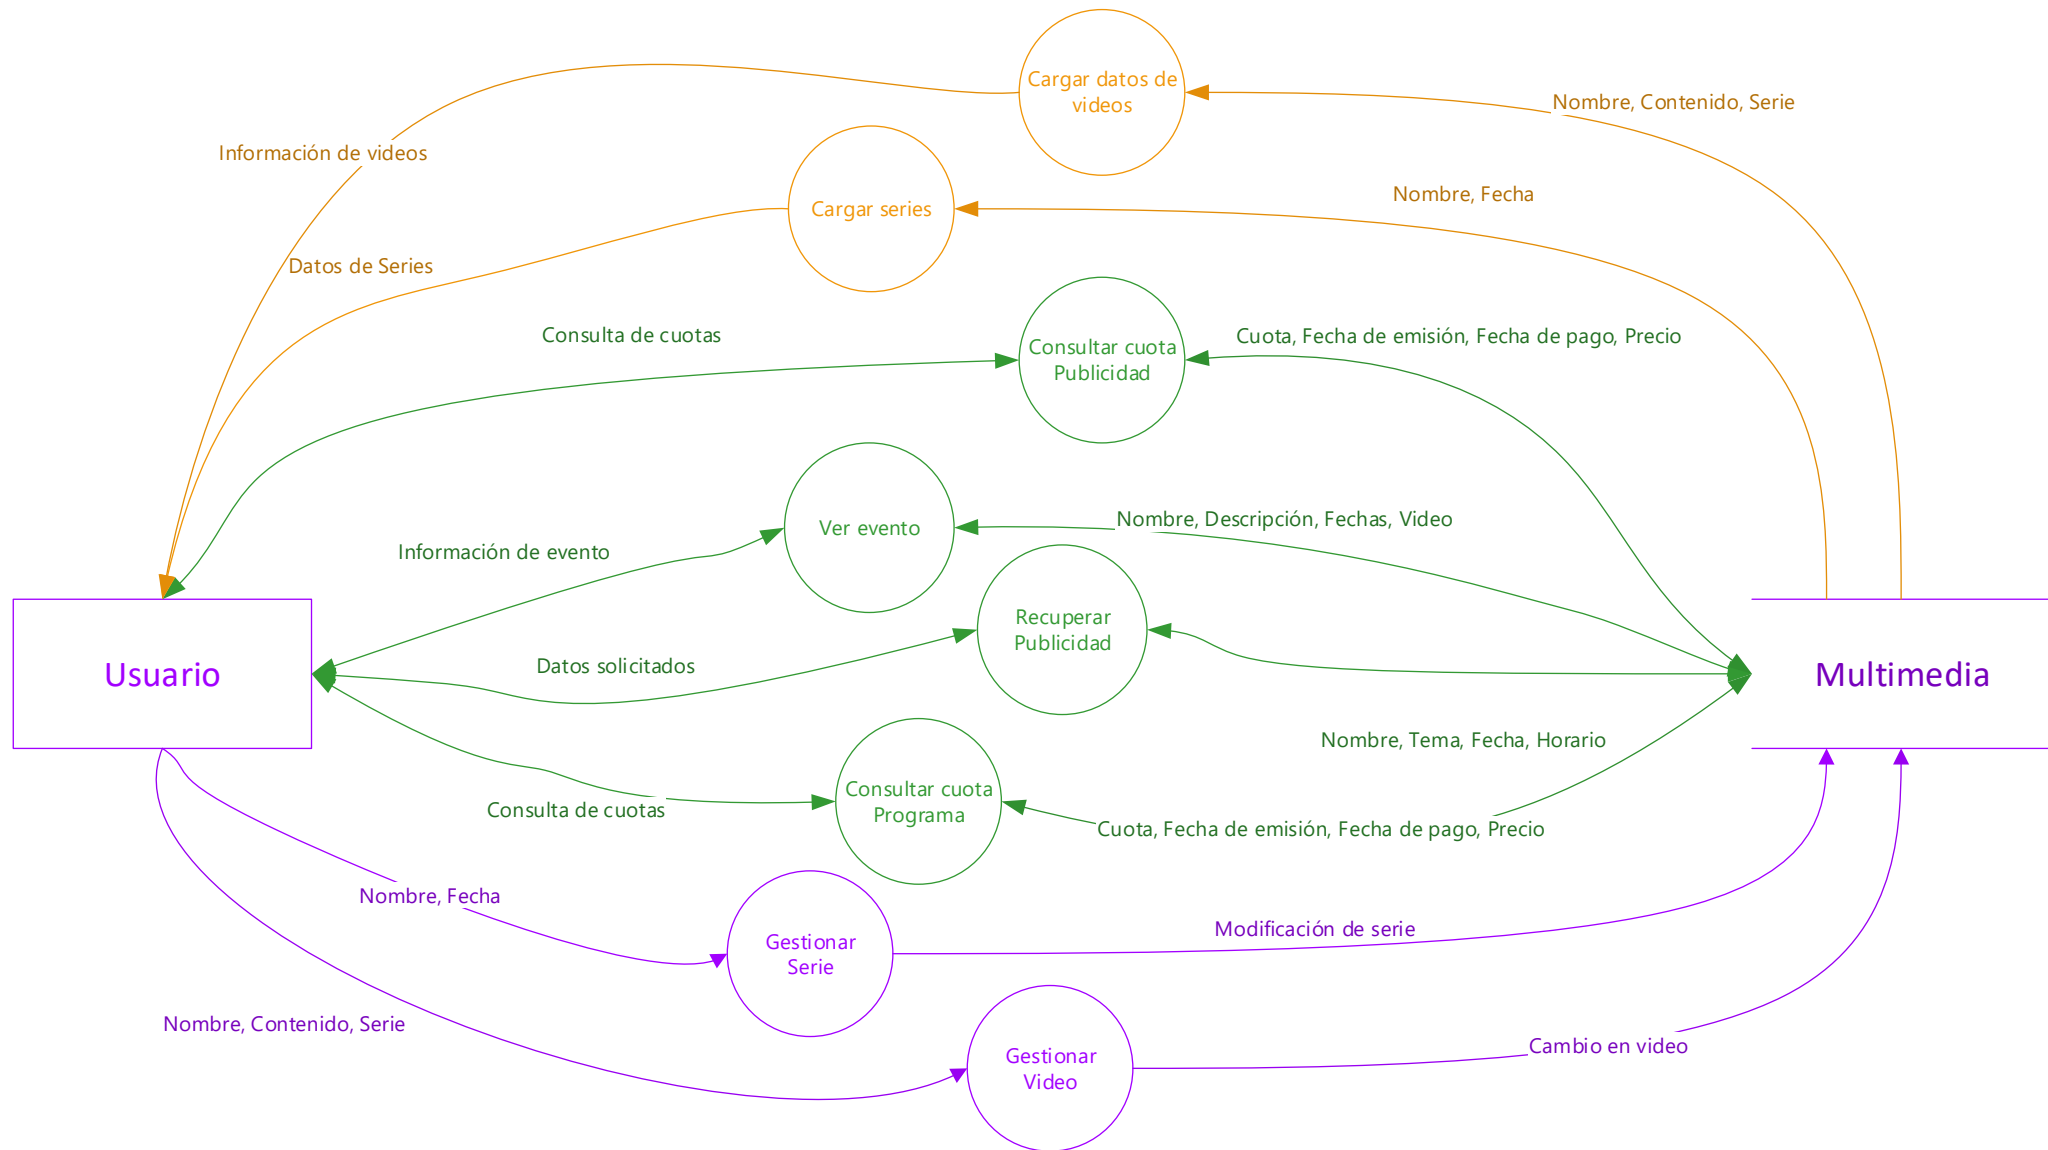 Cargar datos de
videos
Nombre, Contenido, Serie
Información de videos
Nombre, Fecha
Cargar series
Datos de Series
Consulta de cuotas
Consultar cuota
Publicidad
Cuota, Fecha de emisión, Fecha de pago, Precio
Nombre, Descripción, Fechas, Video
Ver evento
Información de evento
Recuperar
Publicidad
Datos solicitados
Usuario
Multimedia
Nombre, Tema, Fecha, Horario
Consultar cuota
Programa
Consulta de cuotas
Cuota, Fecha de emisión, Fecha de pago, Precio
Nombre, Fecha
Modificación de serie
Gestionar
Serie
Nombre, Contenido, Serie
Cambio en video
Gestionar
Video